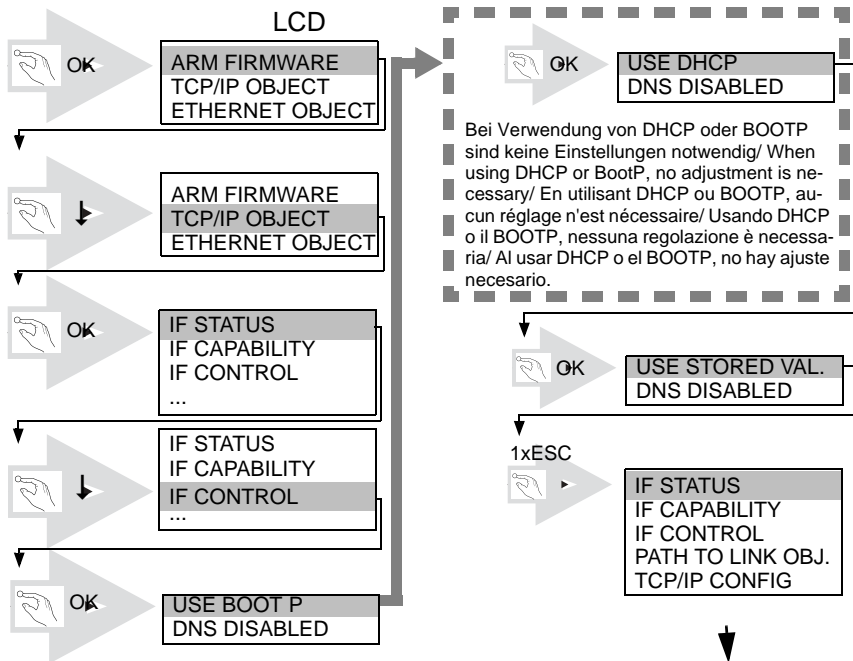 LCD
OK
ARM FIRMWARE
TCP/IP OBJECT
ETHERNET OBJECT
ARM FIRMWARE
TCP/IP OBJECT
ETHERNET OBJECT
OK
IF STATUS
IF CAPABILITY
IF CONTROL
...
IF STATUS
IF CAPABILITY
IF CONTROL
...
OK
USE BOOT P
DNS DISABLED
OK
USE DHCP
DNS DISABLED
Bei Verwendung von DHCP oder BOOTP
sind keine Einstellungen notwendig/ When
using DHCP or BootP, no adjustment is ne-
cessary/ En utilisant DHCP ou BOOTP, au-
cun réglage n'est nécessaire/ Usando DHCP
o il BOOTP, nessuna regolazione è necessa-
ria/ Al usar DHCP o el BOOTP, no hay ajuste
necesario.
OK
USE STORED VAL.
DNS DISABLED
1xESC
IF STATUS
IF CAPABILITY
IF CONTROL
PATH TO LINK OBJ.
TCP/IP CONFIG